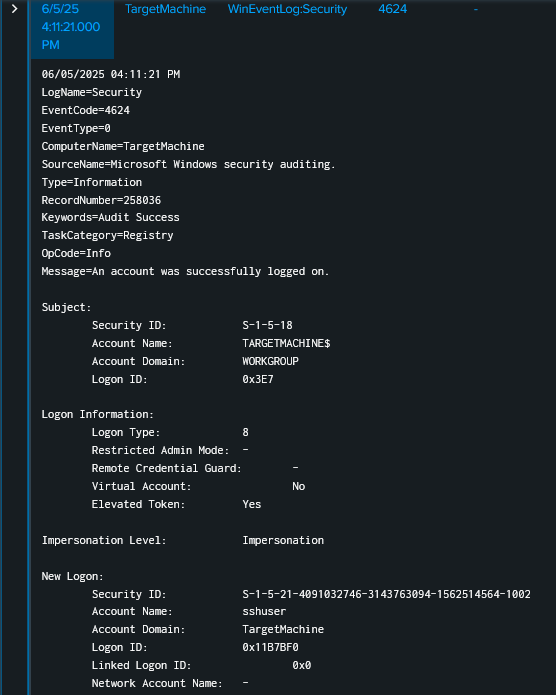 6/5/25 TargetMachine WinEventLog:Security 4624 -
4:11:21.000
PM
06/05/2025 04:11:21 PM
LogName=Security
EventCode=4624
EventType=0
ComputerName=TargetMachine
SourceName=Microsoft Windows security auditing.
Type=Information
RecordNumber=258036
Keywords=Audit Success
TaskCategory=Registry
OpCode=Info
Message=An account was successfully logged on.
Subject:
Security ID: S-1-5-18
Account Name: TARGETMACHINE$
Account Domain: WORKGROUP
Logon ID: 0x3E7
Logon Information:
Logon Type: 8
Restricted Admin Mode: -
Remote Credential Guard: -
Virtual Account: No
Elevated Token: Yes
Impersonation Level: Impersonation
New Logon:
Security ID: S-1-5-21-4091032746-3143763094-1562514564-1002
Account Name: sshuser
Account Domain: TargetMachine
Logon ID: 0x11B7BF0
Linked Logon ID: 0x0
Network Account Name: -